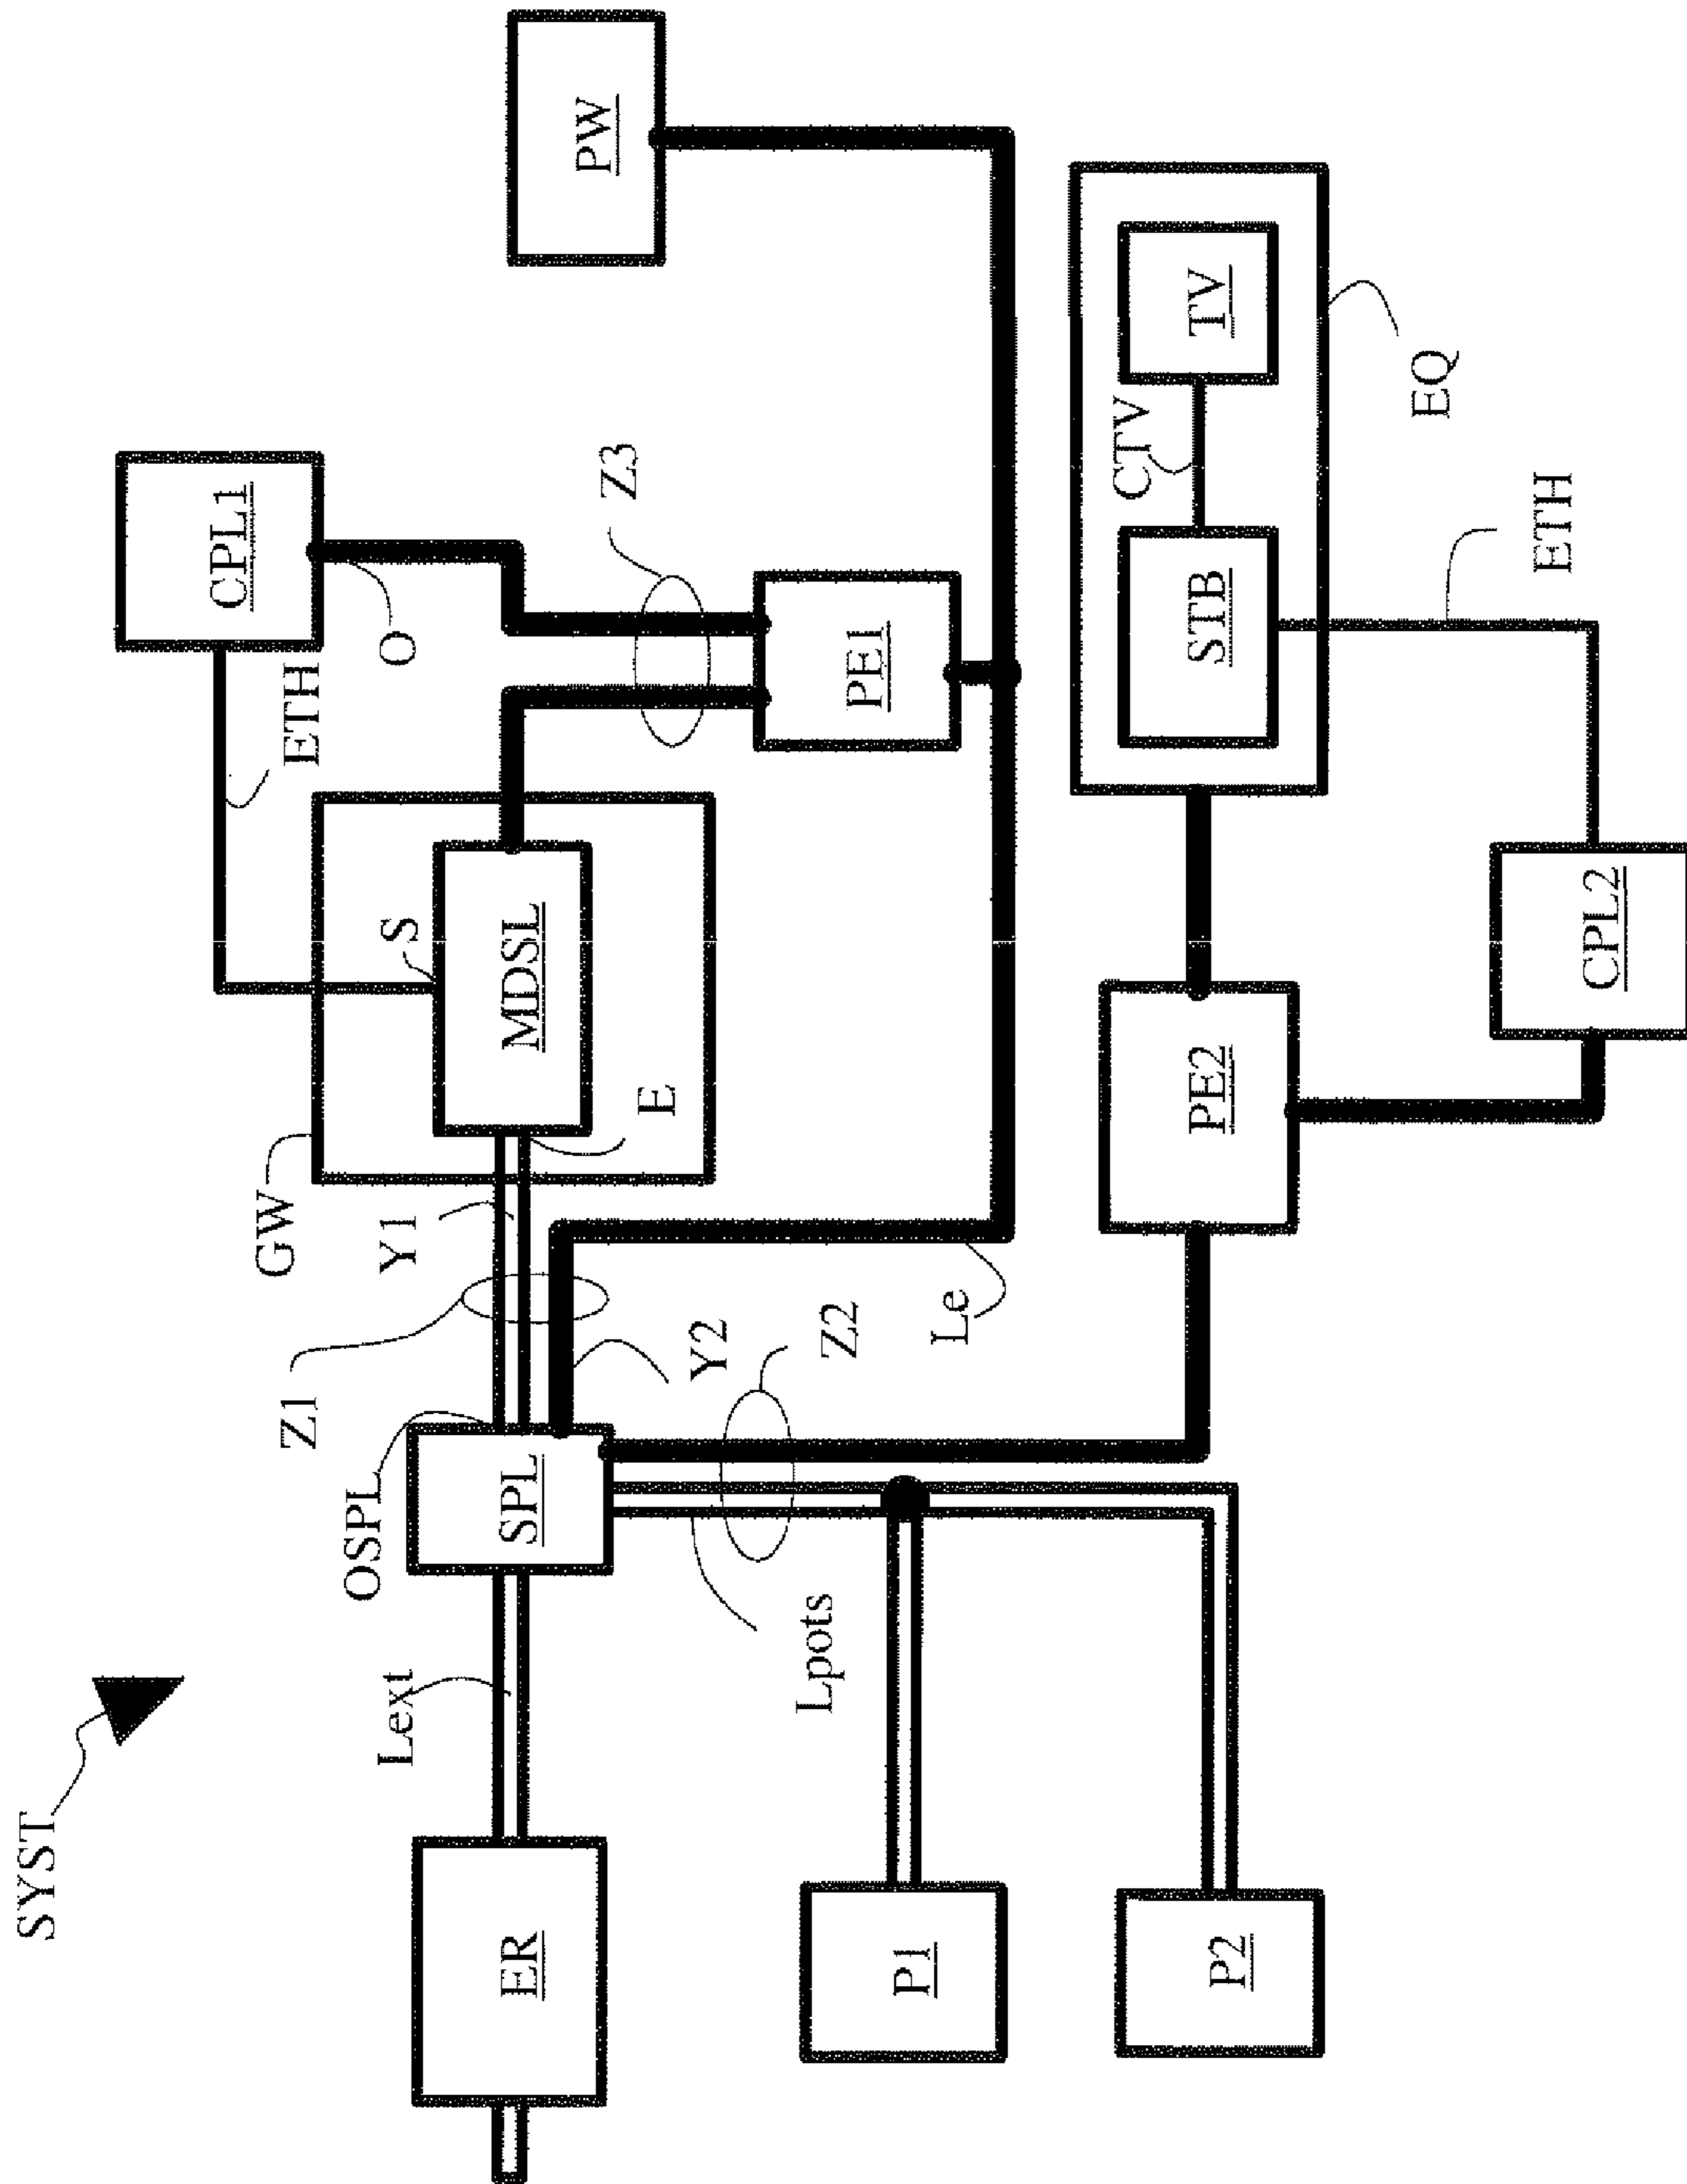 SYST
ER
Lext
OSPL
SPL
Z1
GW
Y1
E
MDSL
S
ETH
CPL1
O
Z3
PE1
PW
Y2
Z2
Le
Lpots
P1
P2
PE2
CPL2
ETH
STB
CTV
TV
EQ